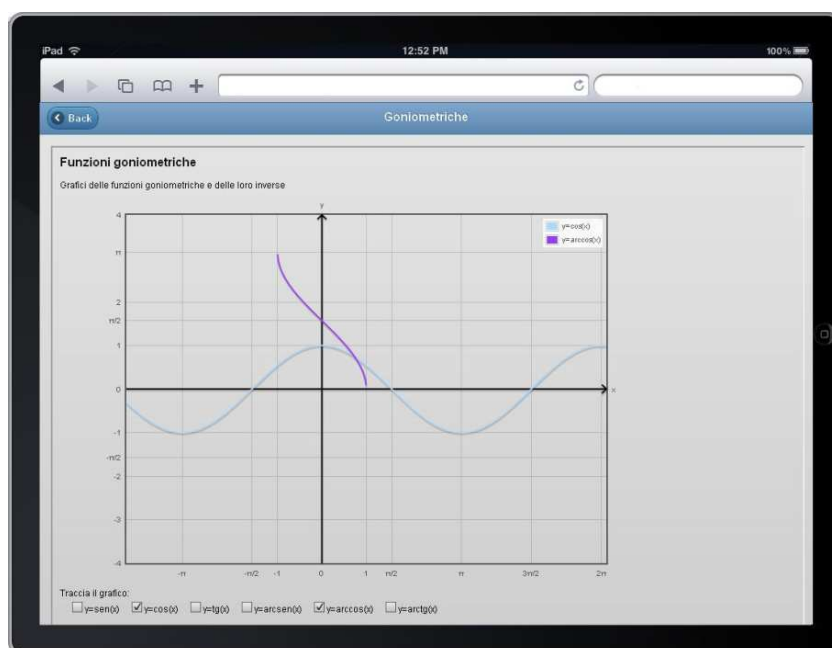 iPad 12:52 PM 100%
Back Goniometriche
Funzioni goniometriche
Grafici delle funzioni goniometriche e delle loro inverse
y
4
y=cos(x)
y=arccos(x)
π
2
π/2
1
0
x
-1
-π/2
-2
-3
-4
-π -π/2 -1 0 1 π/2 π 3π/2 2π
Traccia il grafico:
y=sen(x) y=cos(x) y=tg(x) y=arcsen(x) y=arccos(x) y=arctg(x)